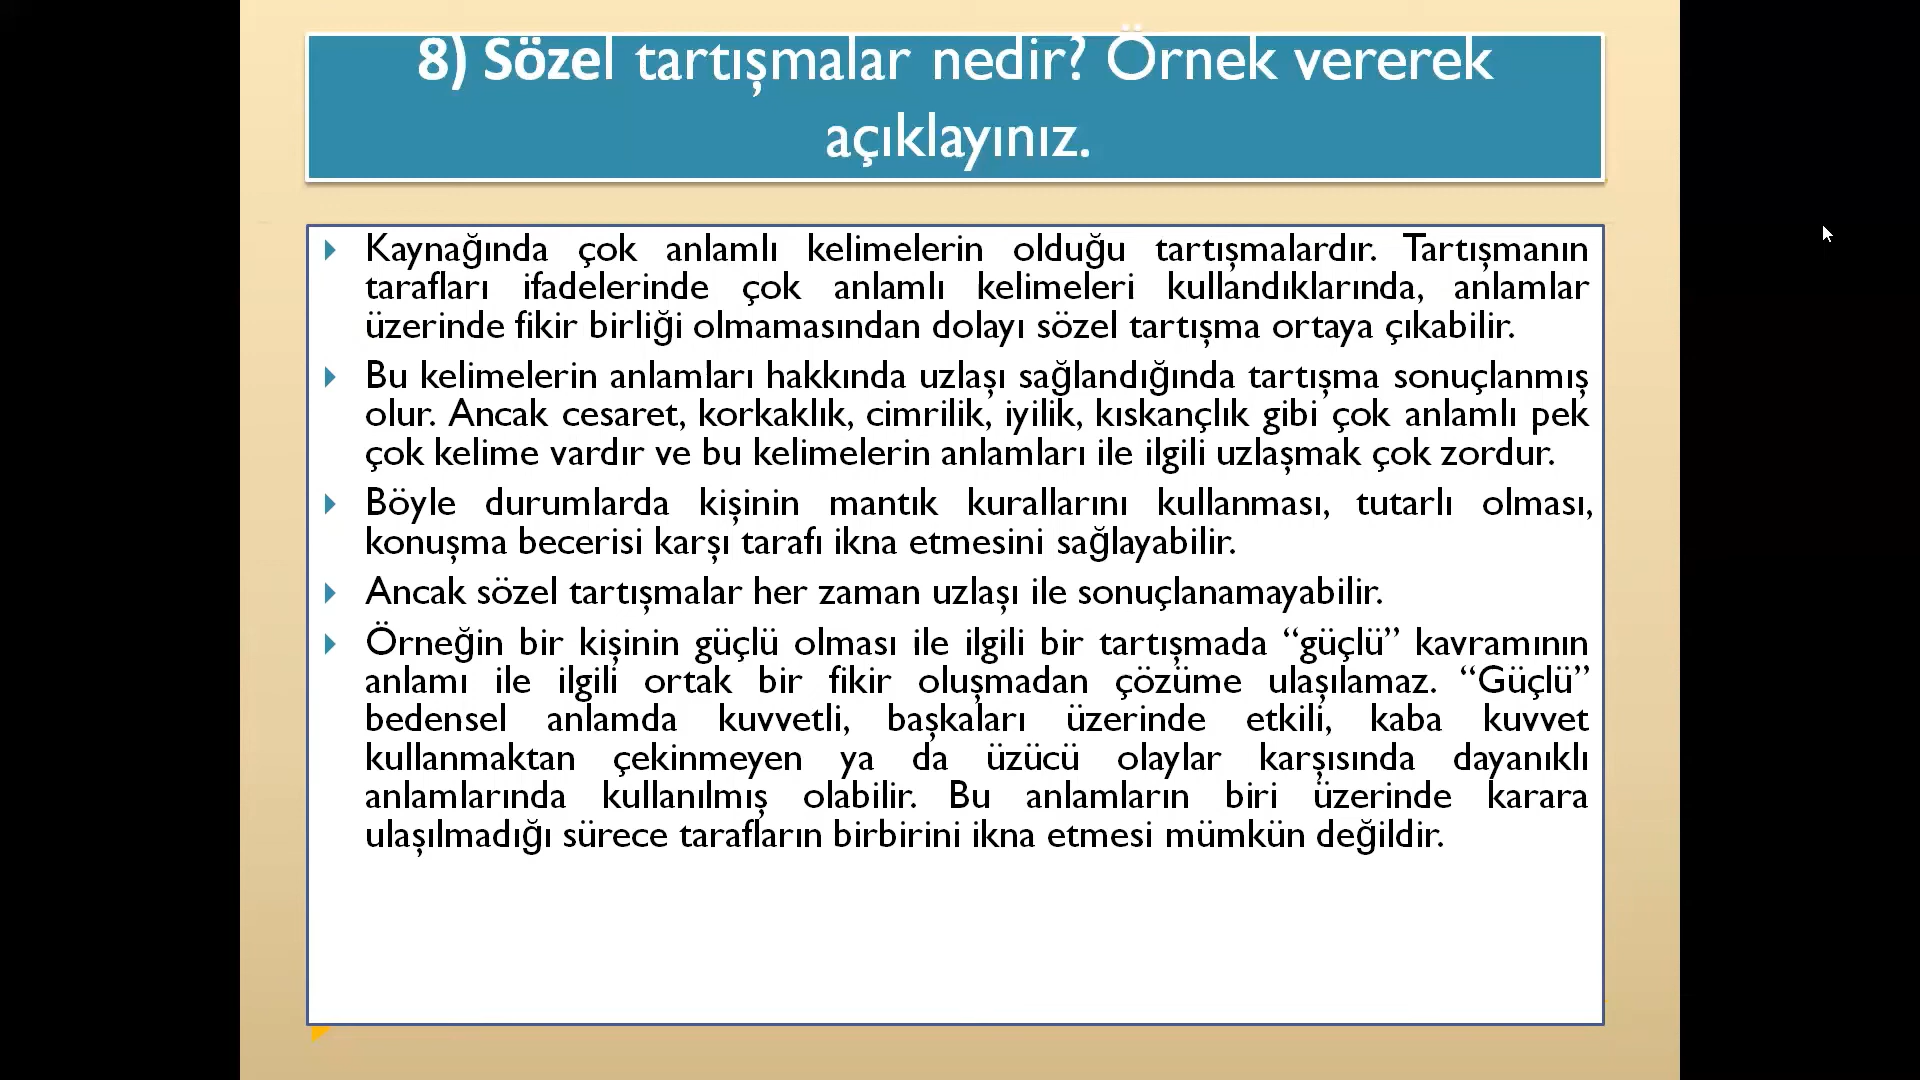 8) Sözel tartışmalar nedir? Örnek vererek
açıklayınız.
Kaynağında çok anlamlı kelimelerin olduğu tartışmalardır. Tartışmanın
tarafları ifadelerinde çok anlamlı kelimeleri kullandıklarında, anlamlar
üzerinde fikir birliği olmamasından dolayı sözel tartışma ortaya çıkabilir.
Bu kelimelerin anlamları hakkında uzlaşı sağlandığında tartışma sonuçlanmış
olur. Ancak cesaret, korkaklık, cimrilik, iyilik, kıskançlık gibi çok anlamlı pek
çok kelime vardır ve bu kelimelerin anlamları ile ilgili uzlaşmak çok zordur.
Böyle durumlarda kişinin mantık kurallarını kullanması, tutarlı olması,
konuşma becerisi karşı tarafı ikna etmesini sağlayabilir.
Ancak sözel tartışmalar her zaman uzlaşı ile sonuçlanamayabilir.
Örneğin bir kişinin güçlü olması ile ilgili bir tartışmada “güçlü” kavramının
anlamı ile ilgili ortak bir fikir oluşmadan çözüme ulaşılamaz. “Güçlü”
bedensel anlamda kuvvetli, başkaları üzerinde etkili, kaba kuvvet
kullanmaktan çekinmeyen ya da üzücü olaylar karşısında dayanıklı
anlamlarında kullanılmış olabilir. Bu anlamların biri üzerinde karara
ulaşılmadığı sürece tarafların birbirini ikna etmesi mümkün değildir.